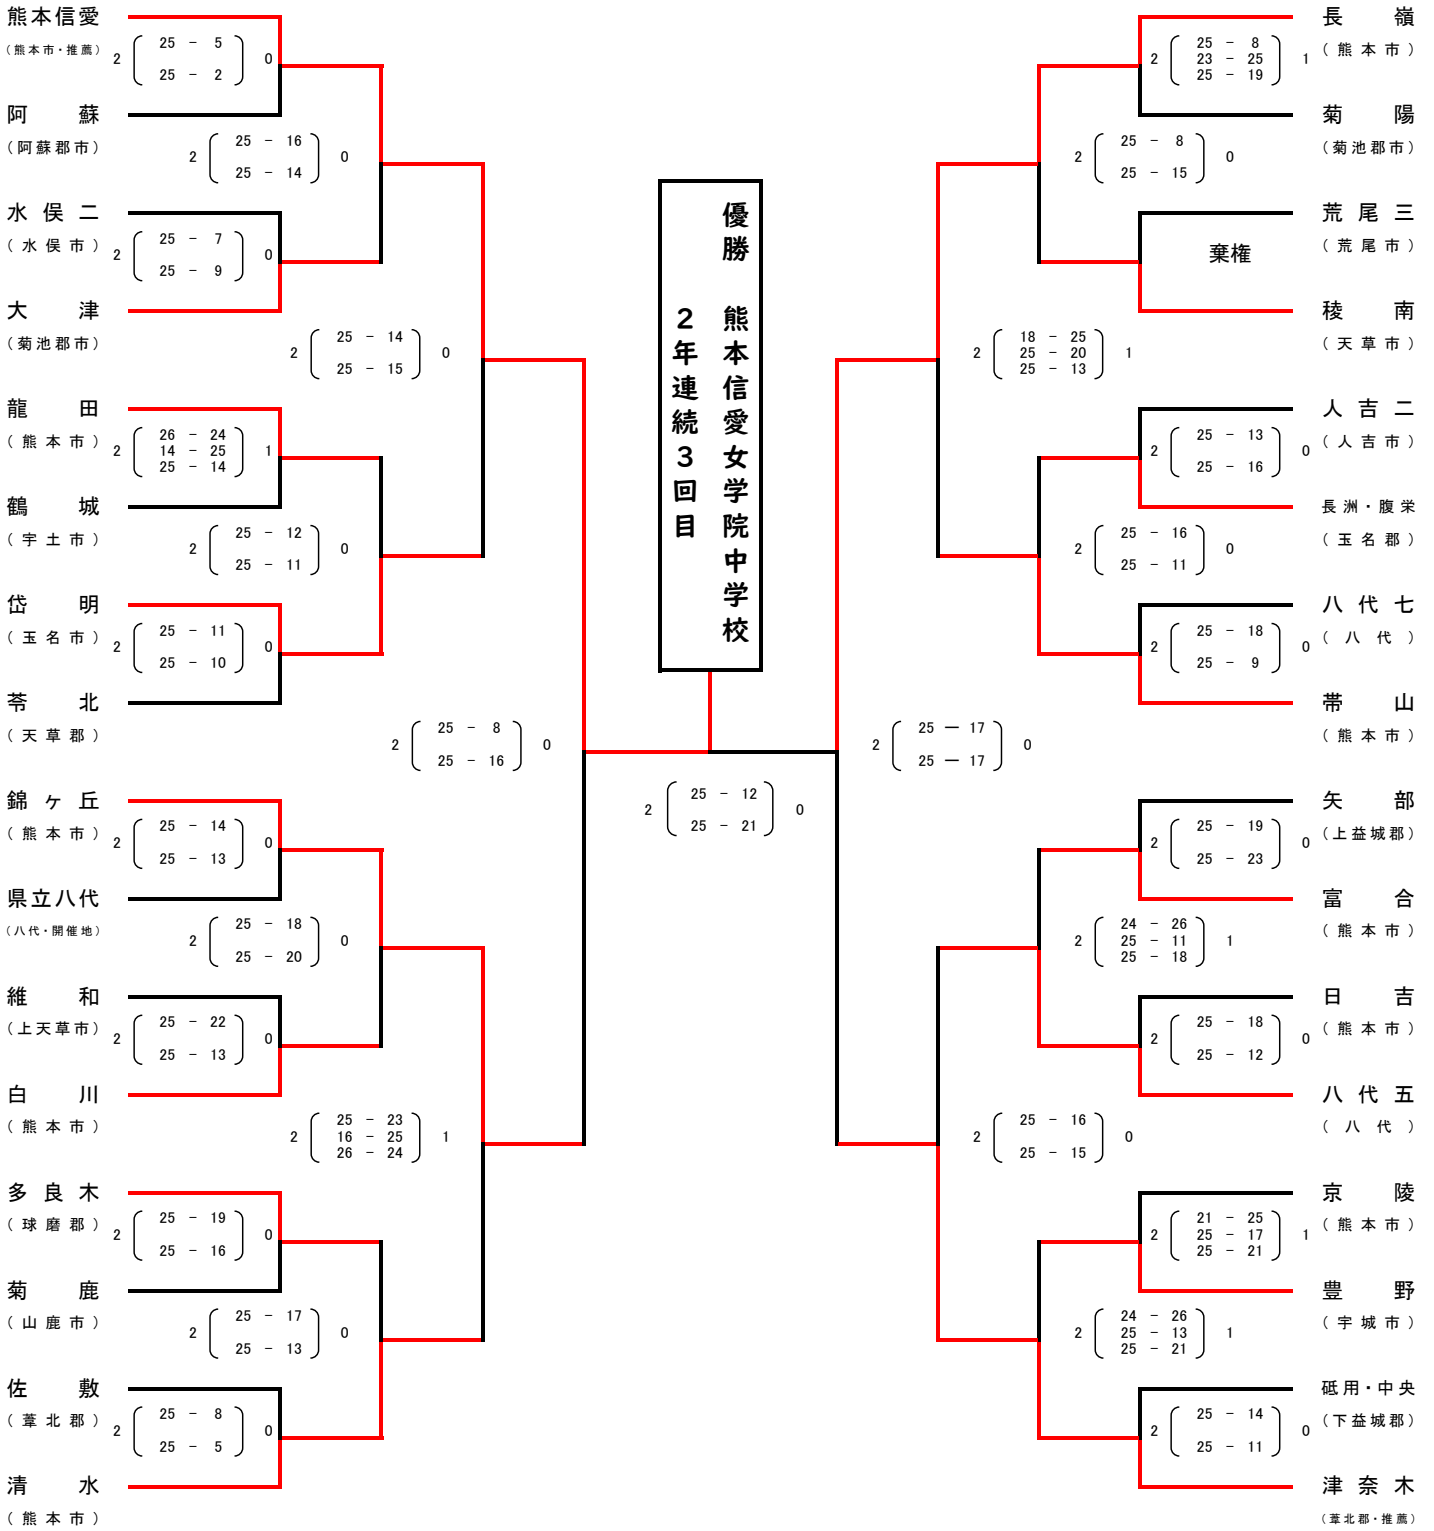 熊本信愛
（熊本市・推薦）
2 25 － 5 0
25 － 2
阿　蘇
（阿蘇郡市）
2 25 － 16 0
25 － 14
水俣二
（水俣市）
2 25 － 7 0
25 － 9
大　津
（菊池郡市）
2 25 － 14 0
25 － 15
龍　田
（熊本市）
26 － 24
2 14 － 25 1
25 － 14
鶴　城
（宇土市）
2 25 － 12 0
25 － 11
岱　明
（玉名市）
2 25 － 11 0
25 － 10
苓　北
（天草郡）
2 25 － 8 0
25 － 16
錦ヶ丘
（熊本市）
2 25 － 14 0
25 － 13
県立八代
（八代・開催地）
2 25 － 18 0
25 － 20
維　和
（上天草市）
2 25 － 22 0
25 － 13
白　川
（熊本市）
25 － 23
2 16 － 25 1
26 － 24
多良木
（球磨郡）
2 25 － 19 0
25 － 16
菊　鹿
（山鹿市）
2 25 － 17 0
25 － 13
佐　敷
（葦北郡）
2 25 － 8 0
25 － 5
清　水
（熊本市）
優勝　熊本信愛女学院中学校
２年連続３回目
2 25 － 12 0
25 － 21
長　嶺
（熊本市）
25 － 8
2 23 － 25 1
25 － 19
菊　陽
（菊池郡市）
2 25 － 8 0
25 － 15
荒尾三
（荒尾市）
棄権
稜　南
（天草市）
18 － 25
2 25 － 20 1
25 － 13
人吉二
（人吉市）
2 25 － 13 0
25 － 16
長洲・腹栄
（玉名郡）
2 25 － 16 0
25 － 11
八代七
（八代）
2 25 － 18 0
25 － 9
帯　山
（熊本市）
2 25 ー 17 0
25 ー 17
矢　部
（上益城郡）
2 25 － 19 0
25 － 23
富　合
（熊本市）
24 － 26
2 25 － 11 1
25 － 18
日　吉
（熊本市）
2 25 － 18 0
25 － 12
八代五
（八代）
2 25 － 16 0
25 － 15
京　陵
（熊本市）
21 － 25
2 25 － 17 1
25 － 21
豊　野
（宇城市）
24 － 26
2 25 － 13 1
25 － 21
砥用・中央
（下益城郡）
2 25 － 14 0
25 － 11
津奈木
（葦北郡・推薦）